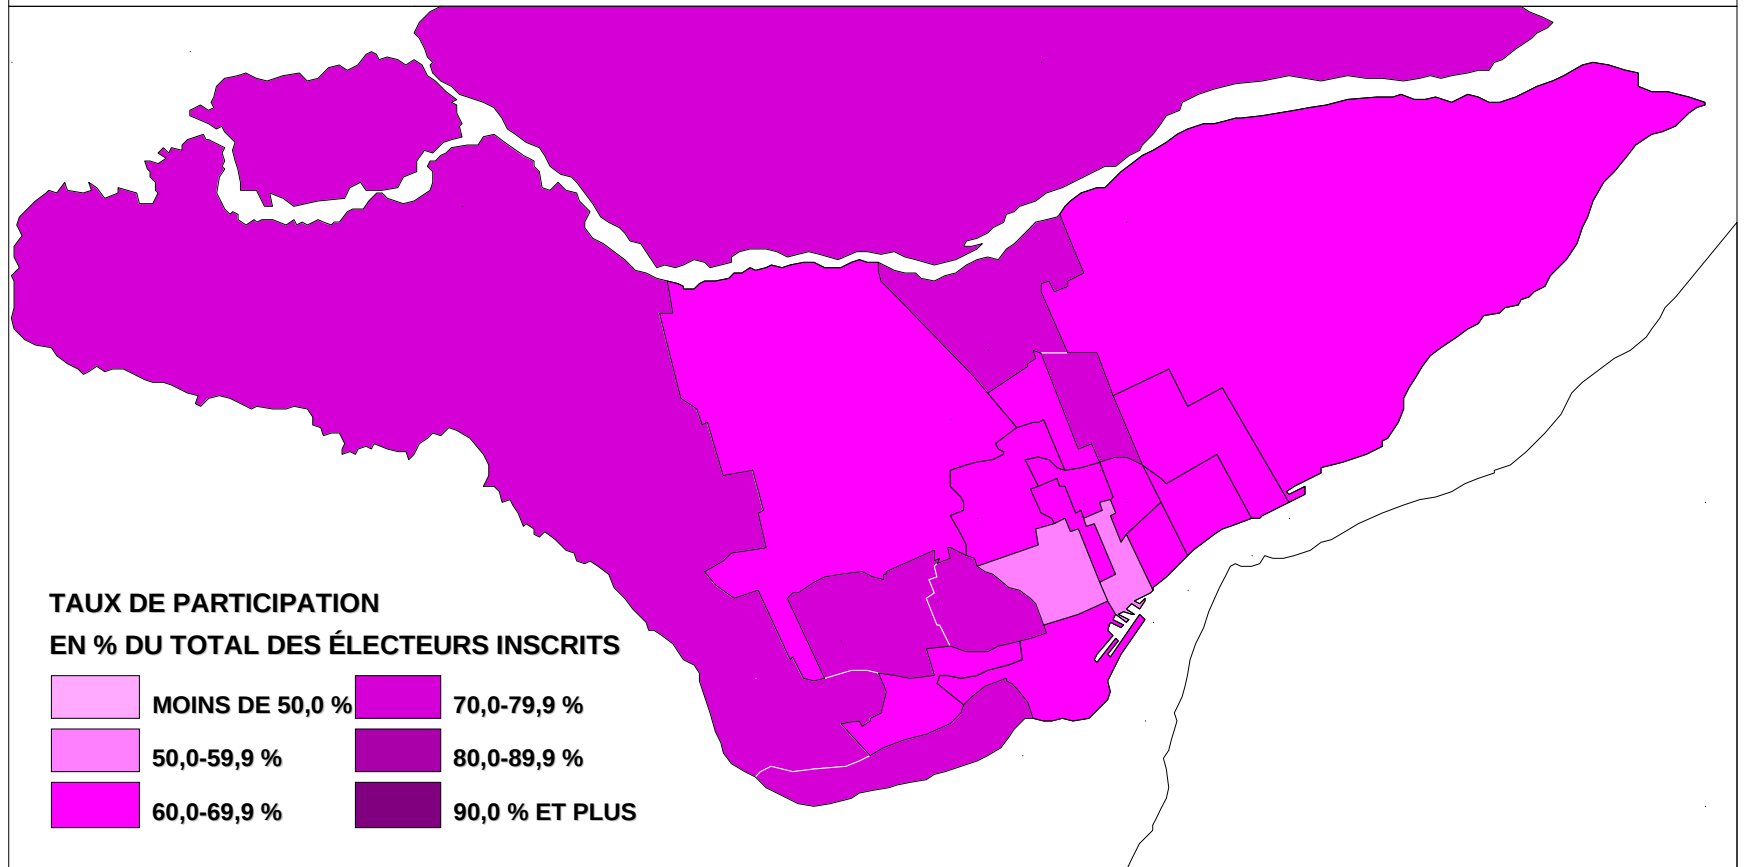 TAUX DE PARTICIPATION
EN % DU TOTAL DES ÉLECTEURS INSCRITS
MOINS DE 50,0 %
50,0-59,9 %
60,0-69,9 %
70,0-79,9 %
80,0-89,9 %
90,0 % ET PLUS